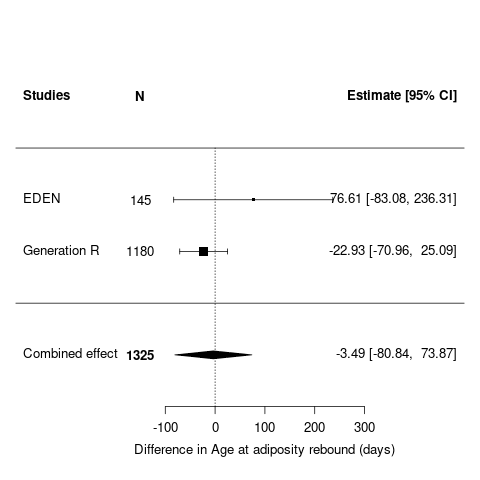 Studies N Estimate [95% CI]
EDEN 145 76.61 [-83.08, 236.31]
Generation R 1180 -22.93 [-70.96, 25.09]
Combined effect 1325 -3.49 [-80.84, 73.87]
-100 0 100 200 300
Difference in Age at adiposity rebound (days)